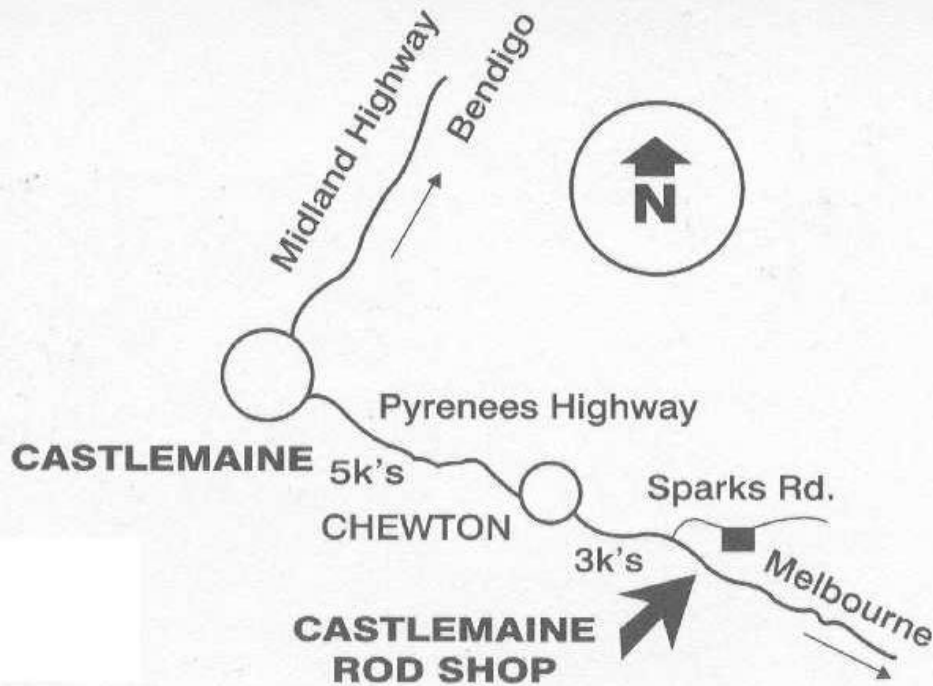 Midland Highway
Bendigo
N
Pyrenees Highway
CASTLEMAINE
5k's
Sparks Rd.
CHEWTON
3k's
Melbourne
CASTLEMAINE
ROD SHOP